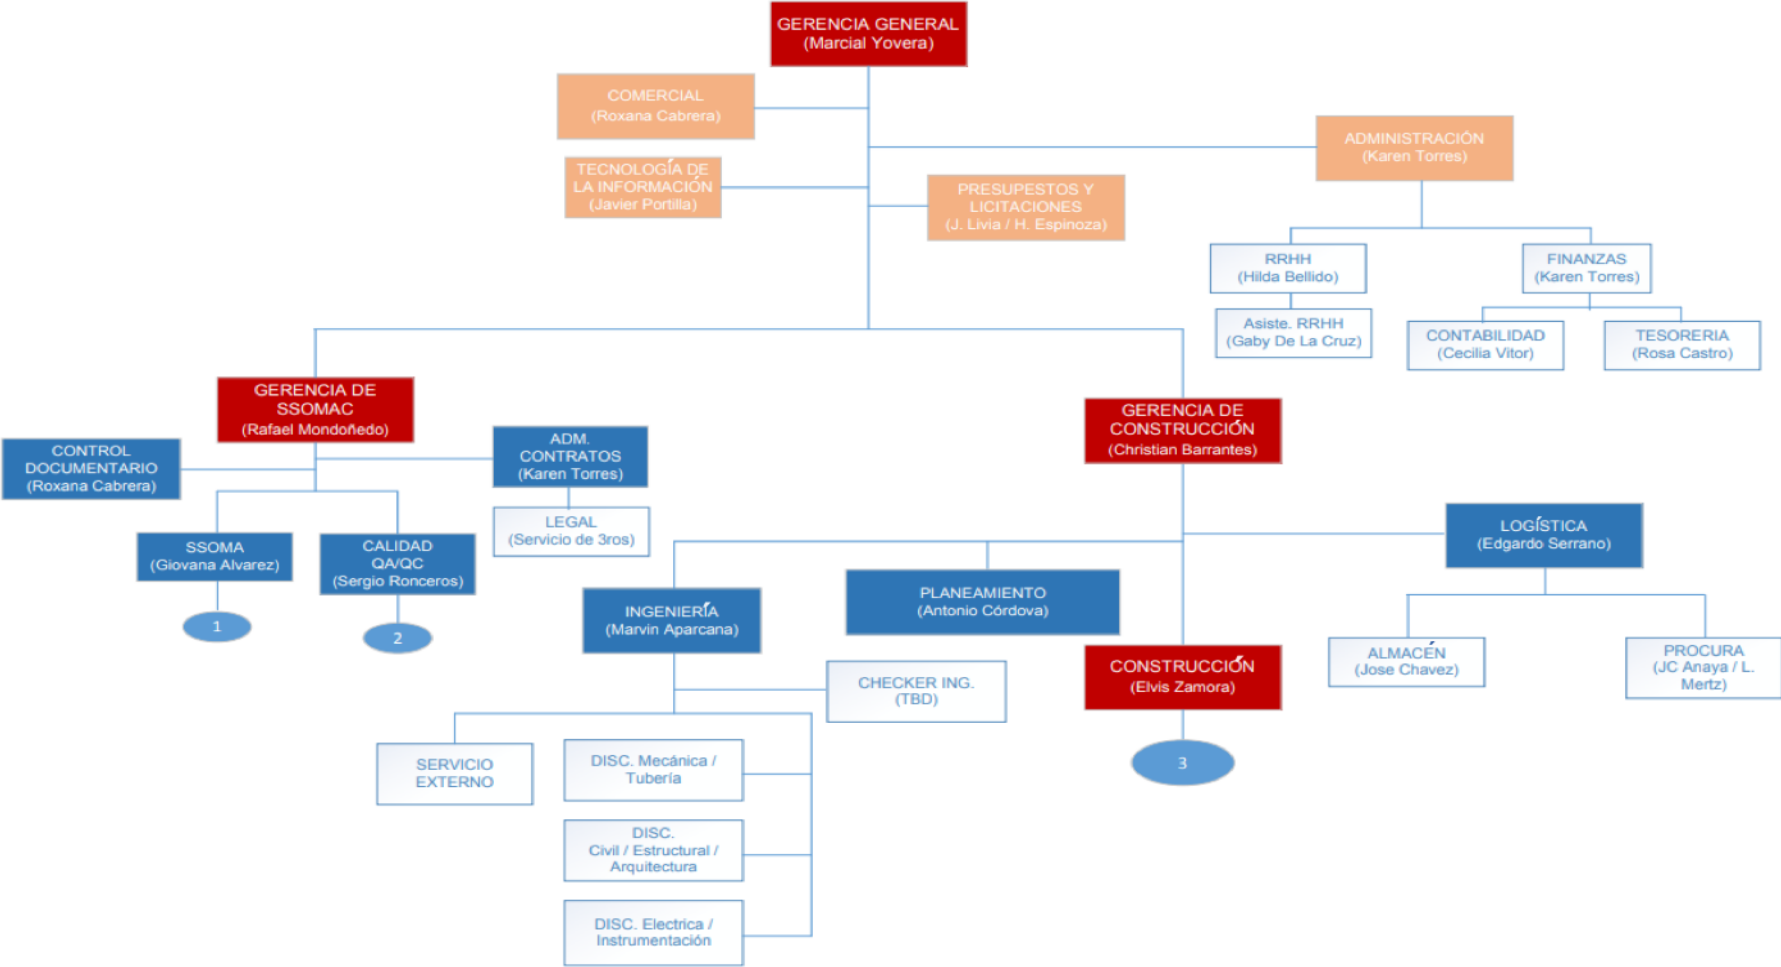 GERENCIA GENERAL
(Marcial Yovera)
COMERCIAL
(Roxana Cabrera)
ADMINISTRACIÓN
(Karen Torres)
TECNOLOGÍA DE
LA INFORMACIÓN
(Javier Portilla)
PRESUPESTOS Y
LICITACIONES
(J. Livia / H. Espinoza)
RRHH
(Hilda Bellido)
FINANZAS
(Karen Torres)
Asiste. RRHH
(Gaby De La Cruz)
CONTABILIDAD
(Cecilia Vitor)
TESORERIA
(Rosa Castro)
GERENCIA DE
SSOMAC
(Rafael Mondoñedo)
GERENCIA DE
CONSTRUCCIÓN
(Christian Barrantes)
CONTROL
DOCUMENTARIO
(Roxana Cabrera)
ADM.
CONTRATOS
(Karen Torres)
LEGAL
(Servicio de 3ros)
SSOMA
(Giovana Alvarez)
CALIDAD
QA/QC
(Sergio Ronceros)
1
2
LOGÍSTICA
(Edgardo Serrano)
INGENIERÍA
(Marvin Aparcana)
PLANEAMIENTO
(Antonio Córdova)
CONSTRUCCIÓN
(Elvis Zamora)
ALMACÉN
(Jose Chavez)
PROCURA
(JC Anaya / L.
Mertz)
CHECKER ING.
(TBD)
3
SERVICIO
EXTERNO
DISC. Mecánica /
Tubería
DISC.
Civil / Estructural /
Arquitectura
DISC. Electrica /
Instrumentación